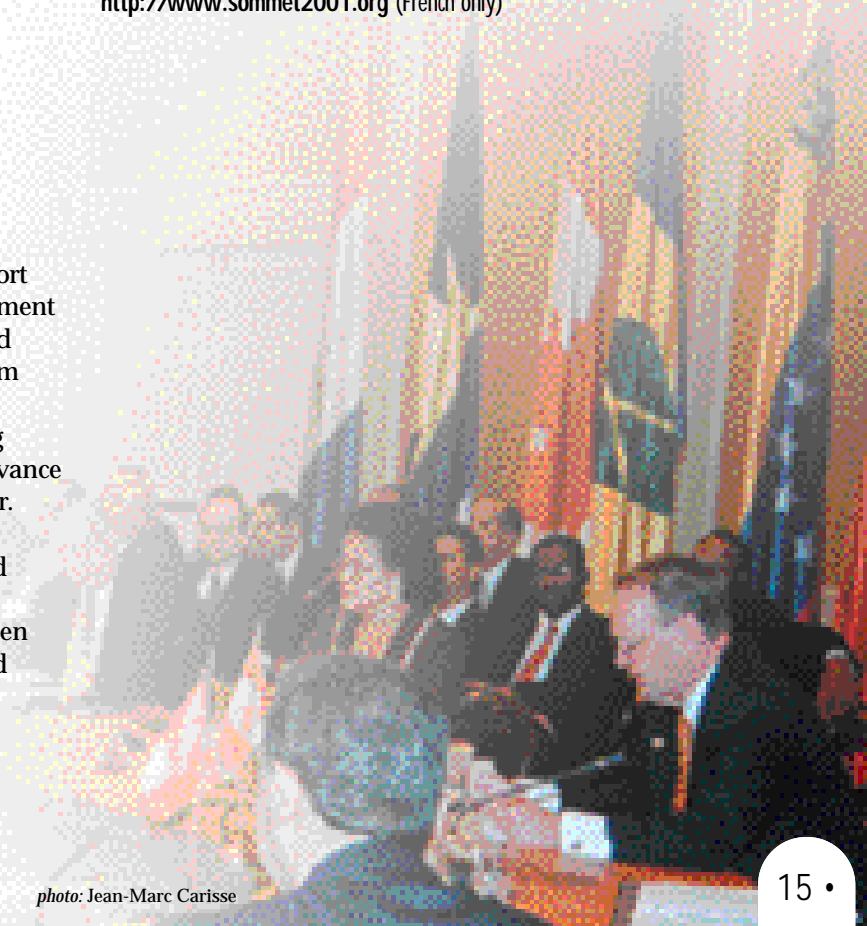 http://www.sommet2001.org (French only)
ort
ment
d
m
g
vance
r.
d
en
d
photo: Jean-Marc Carisse
15 •